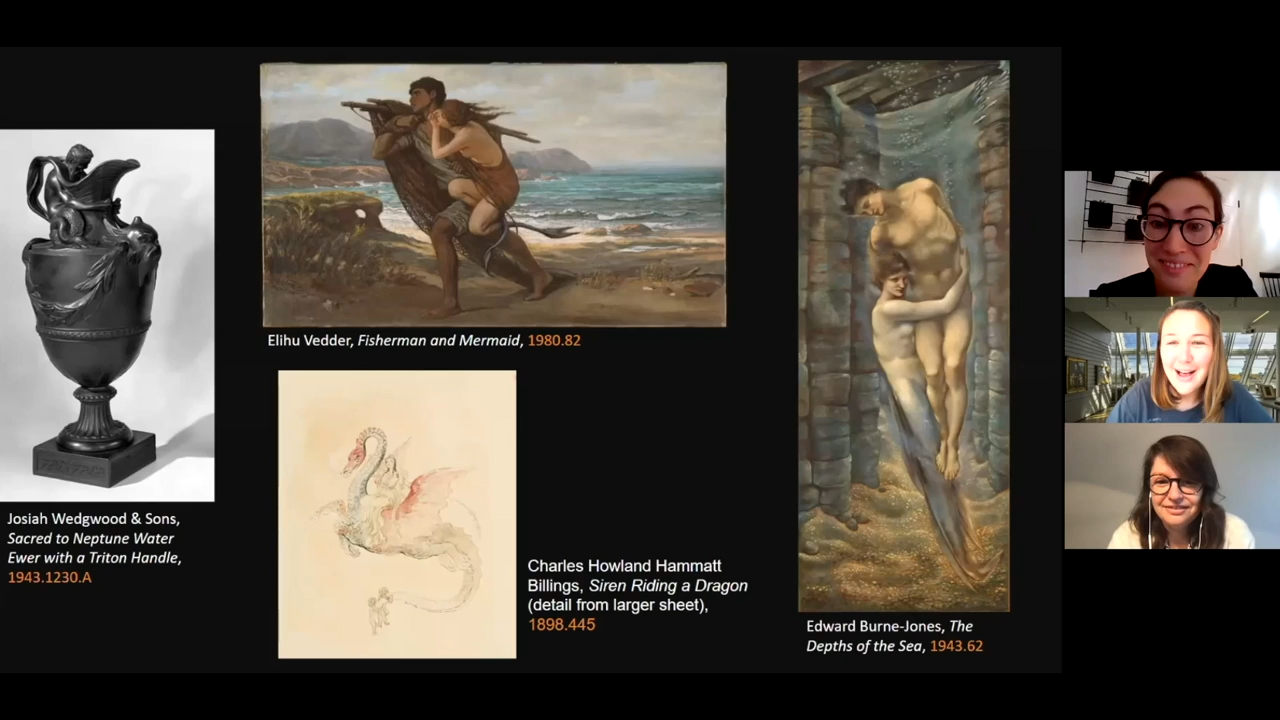 Elihu Vedder, Fisherman and Mermaid, 1980.82
Josiah Wedgwood & Sons,
Sacred to Neptune Water
Ewer with a Triton Handle,
1943.1230.A
Charles Howland Hammatt
Billings, Siren Riding a Dragon
(detail from larger sheet),
1898.445
Edward Burne-Jones, The
Depths of the Sea, 1943.62